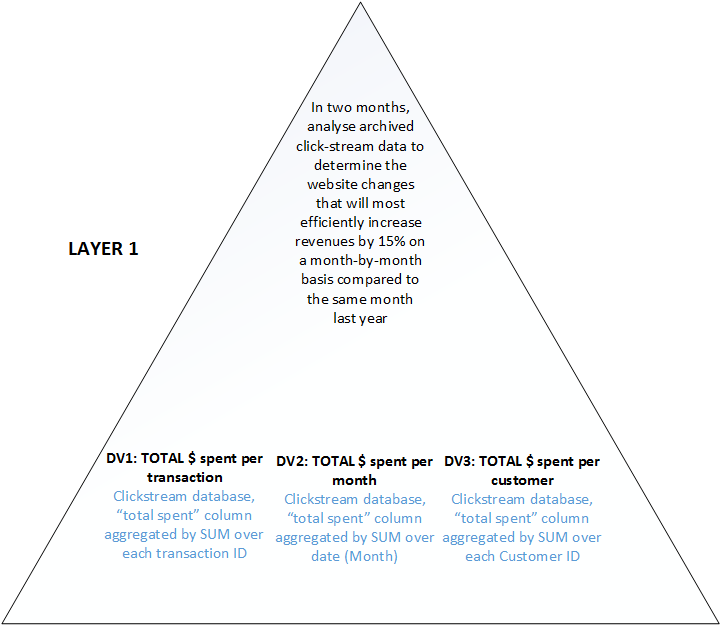 In two months,
analyse archived
click-stream data to
determine the
website changes
that will most
efficiently increase
revenues by 15% on
a month-by-month
basis compared to
the same month
last year
LAYER 1
DV1: TOTAL $ spent per
transaction
Clickstream database,
“total spent” column
aggregated by SUM over
each transaction ID
DV2: TOTAL $ spent per
month
Clickstream database,
“total spent” column
aggregated by SUM over
date (Month)
DV3: TOTAL $ spent per
customer
Clickstream database,
“total spent” column
aggregated by SUM over
each Customer ID